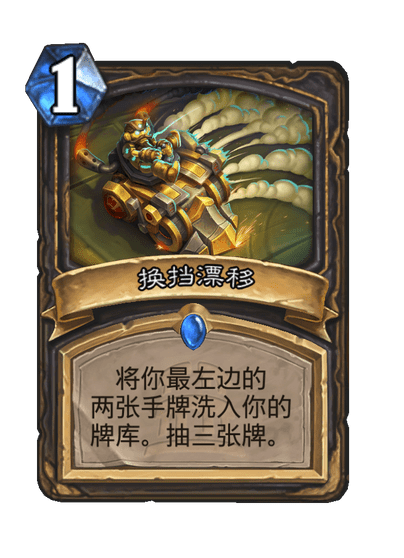 1
换挡漂移
将你最左边的
两张手牌洗入你的
牌库。抽三张牌。